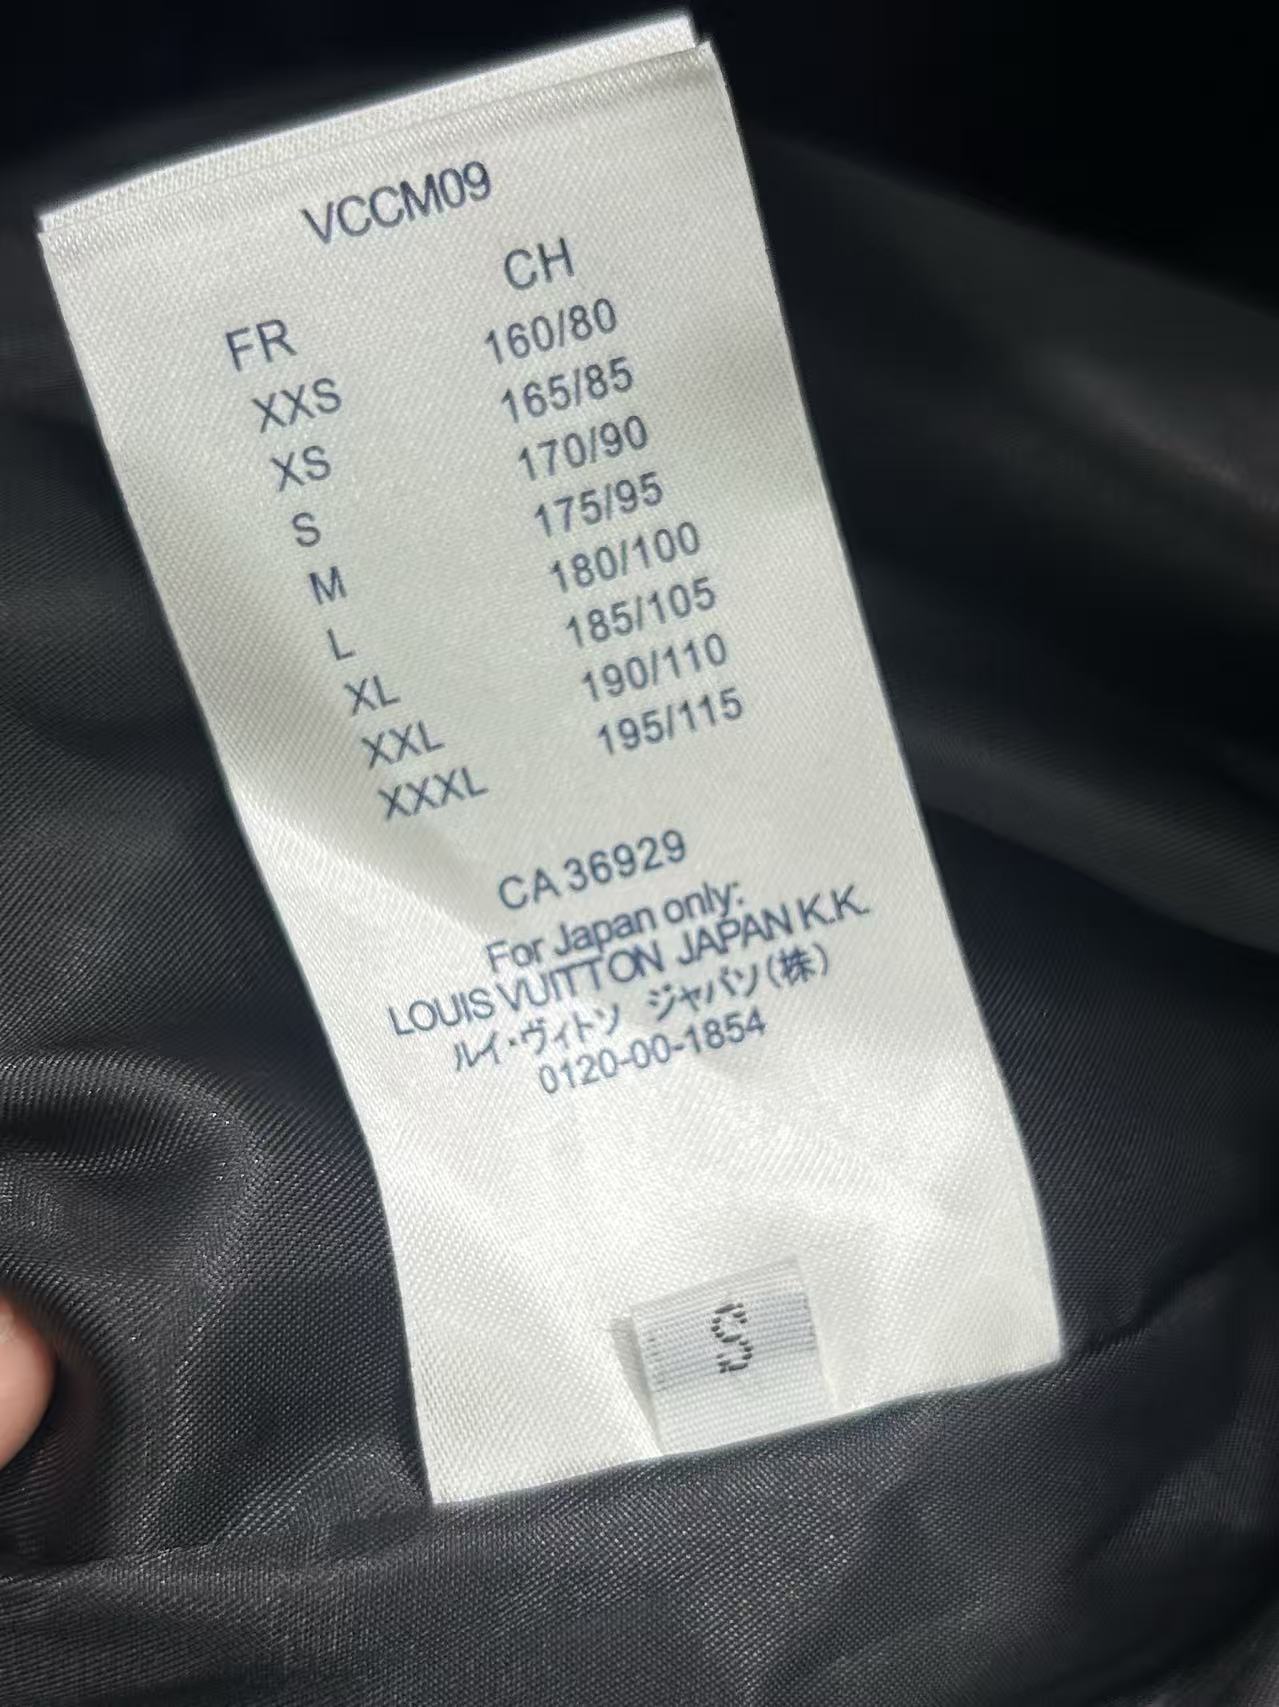 VCCM09
FR CH
XXS 160/80
XS 165/85
S 170/90
M 175/95
L 180/100
XL 185/105
XXL 190/110
XXXL 195/115
CA 36929
For Japan only:
LOUIS VUITTON JAPAN K.K.
ルイ・ヴィトン ジャパン(株)
0120-00-1854
S